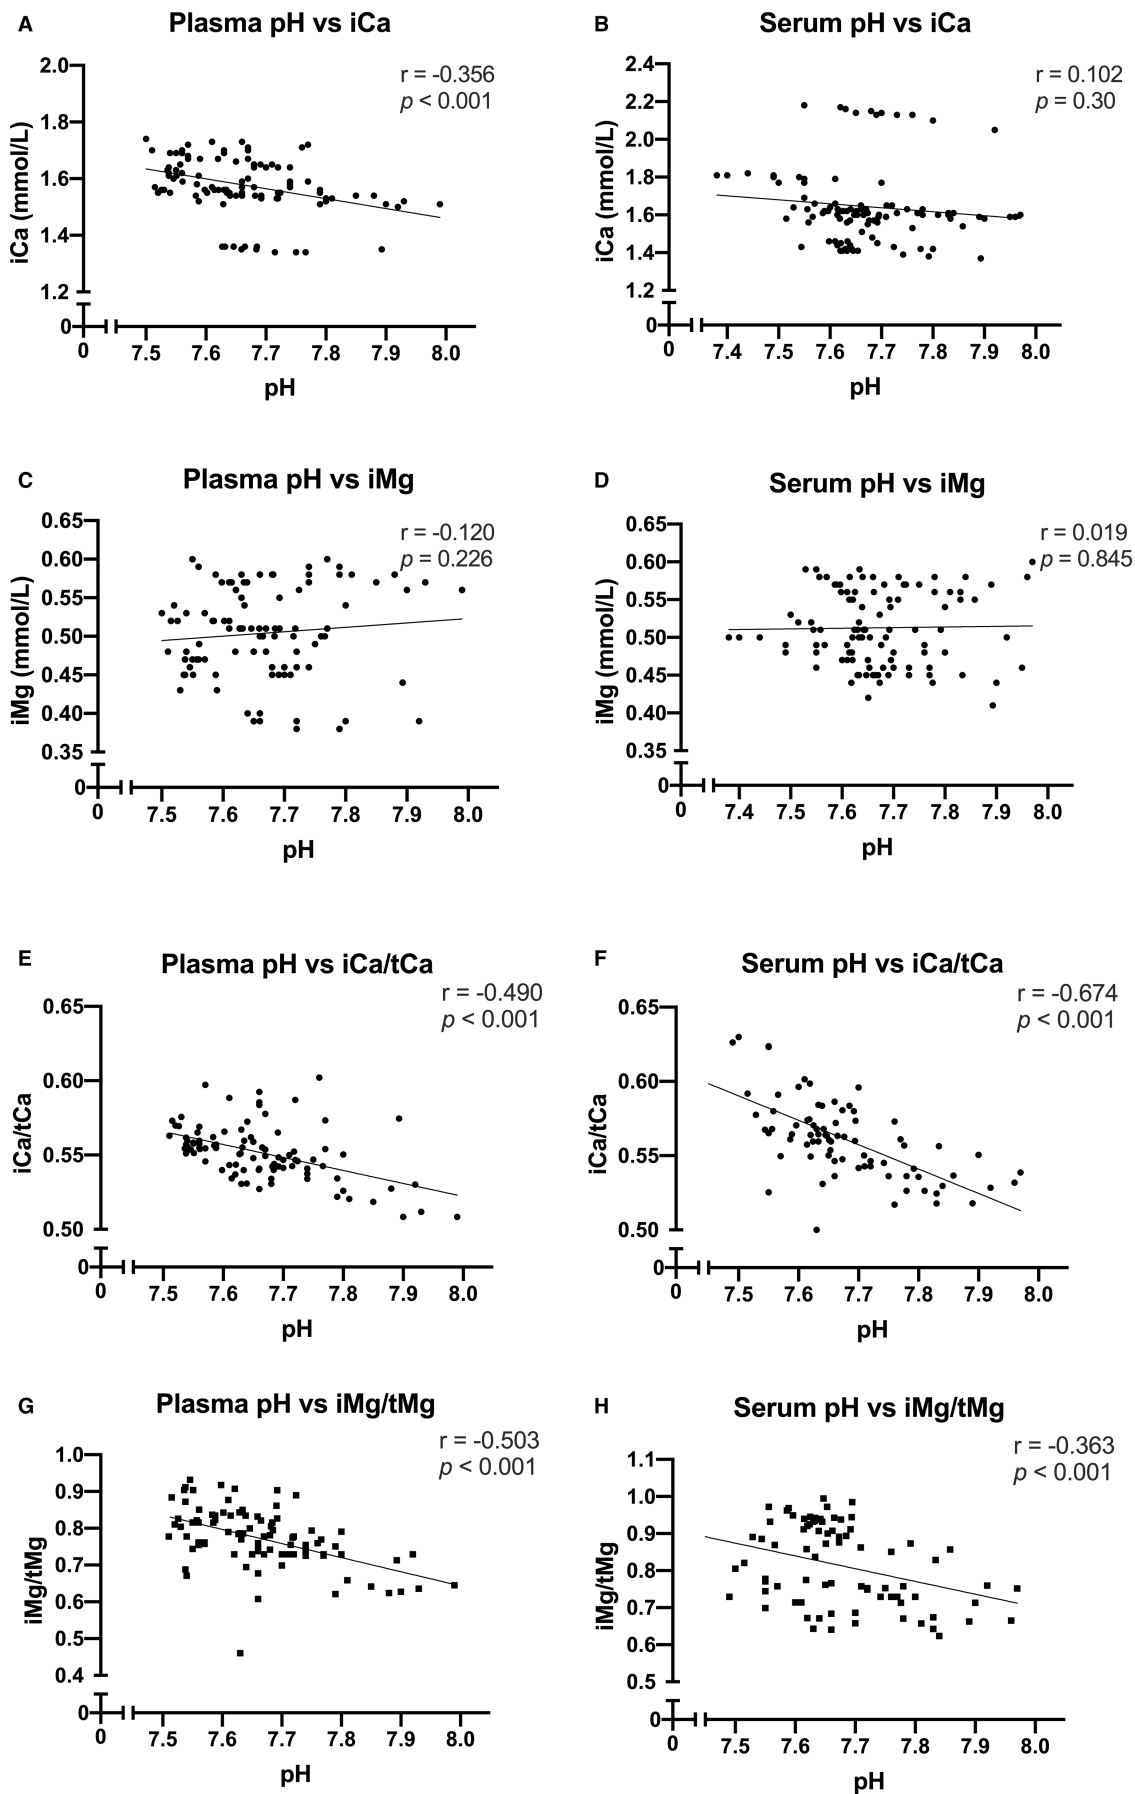 A
Plasma pH vs iCa
r = -0.356
p < 0.001
iCa (mmol/L)
2.0
1.8
1.6
1.4
1.2
0
0
7.5
7.6
7.7
7.8
7.9
8.0
pH
B
Serum pH vs iCa
r = 0.102
p = 0.30
iCa (mmol/L)
2.4
2.2
2.0
1.8
1.6
1.4
1.2
0
0
7.4
7.5
7.6
7.7
7.8
7.9
8.0
pH
C
Plasma pH vs iMg
r = -0.120
p = 0.226
iMg (mmol/L)
0.65
0.60
0.55
0.50
0.45
0.40
0.35
0
0
7.5
7.6
7.7
7.8
7.9
8.0
pH
D
Serum pH vs iMg
r = 0.019
p = 0.845
iMg (mmol/L)
0.65
0.60
0.55
0.50
0.45
0.40
0.35
0
0
7.4
7.5
7.6
7.7
7.8
7.9
8.0
pH
E
Plasma pH vs iCa/tCa
r = -0.490
p < 0.001
iCa/tCa
0.65
0.60
0.55
0.50
0
0
7.5
7.6
7.7
7.8
7.9
8.0
pH
F
Serum pH vs iCa/tCa
r = -0.674
p < 0.001
iCa/tCa
0.65
0.60
0.55
0.50
0
0
7.5
7.6
7.7
7.8
7.9
8.0
pH
G
Plasma pH vs iMg/tMg
r = -0.503
p < 0.001
iMg/tMg
1.0
0.9
0.8
0.7
0.6
0.5
0.4
0
0
7.5
7.6
7.7
7.8
7.9
8.0
pH
H
Serum pH vs iMg/tMg
r = -0.363
p < 0.001
iMg/tMg
1.1
1.0
0.9
0.8
0.7
0.6
0.5
0
0
7.5
7.6
7.7
7.8
7.9
8.0
pH